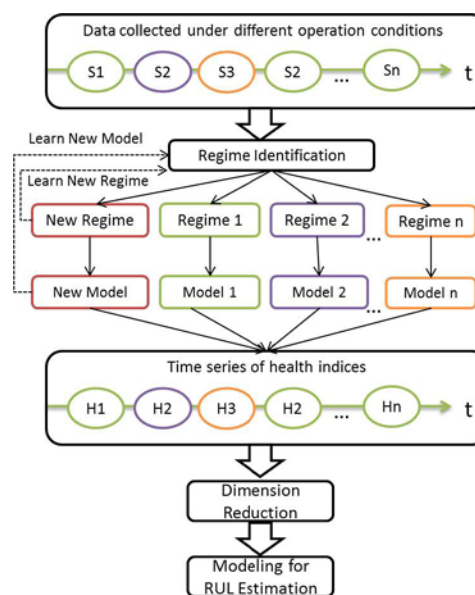 Data collected under different operation conditions
S1 S2 S3 S2 ... Sn t
Learn New Model
Regime Identification
Learn New Regime
New Regime Regime 1 Regime 2 ... Regime n
New Model Model 1 Model 2 ... Model n
Time series of health indices
H1 H2 H3 H2 ... Hn t
Dimension
Reduction
Modeling for
RUL Estimation